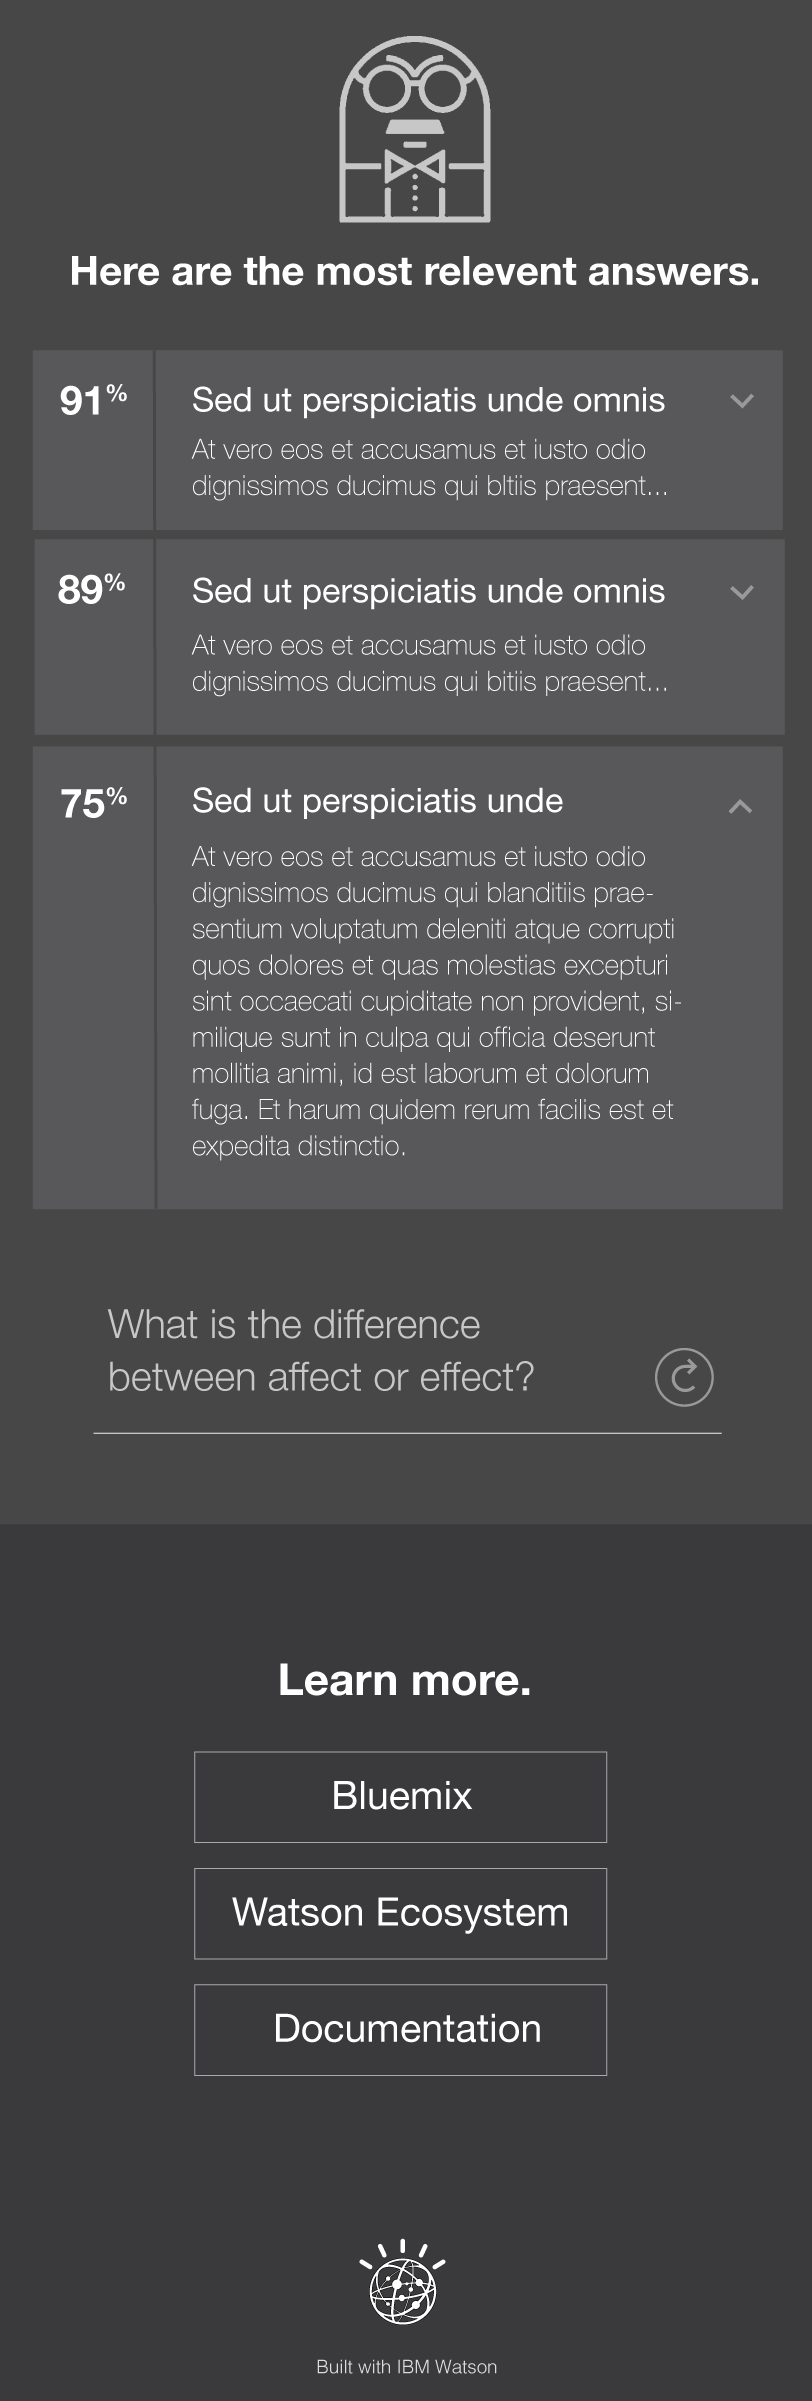 Here are the most relevent answers.
91%
Sed ut perspiciatis unde omnis
At vero eos et accusamus et iusto odio
dignissimos ducimus qui bltiis praesent...
89%
Sed ut perspiciatis unde omnis
At vero eos et accusamus et iusto odio
dignissimos ducimus qui bitiis praesent...
75%
Sed ut perspiciatis unde
At vero eos et accusamus et iusto odio
dignissimos ducimus qui blanditiis prae-
sentium voluptatum deleniti atque corrupti
quos dolores et quas molestias excepturi
sint occaecati cupiditate non provident, si-
milique sunt in culpa qui officia deserunt
mollitia animi, id est laborum et dolorum
fuga. Et harum quidem rerum facilis est et
expedita distinctio.
What is the difference
between affect or effect?
Learn more.
Bluemix
Watson Ecosystem
Documentation
Built with IBM Watson